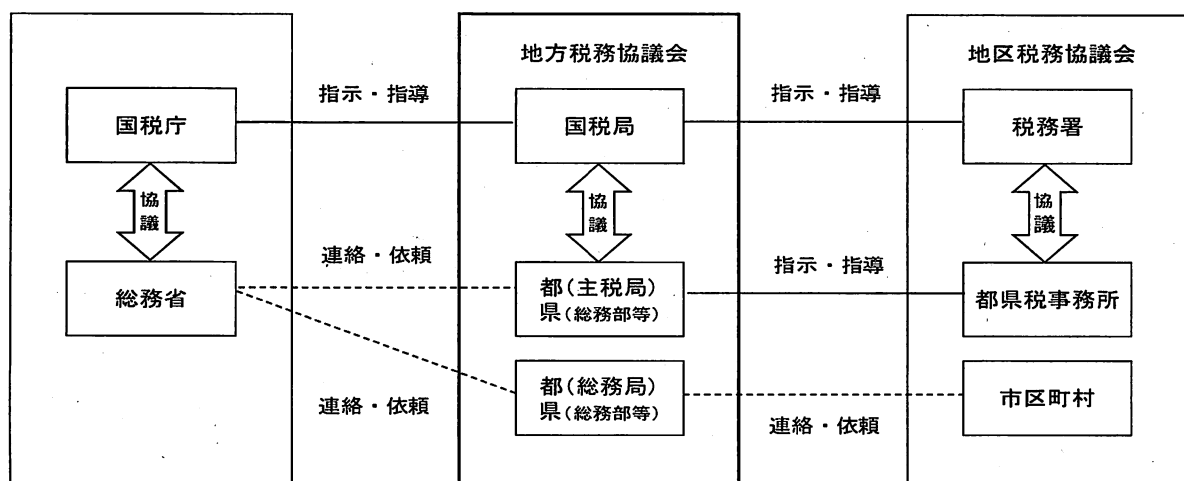 地方税務協議会
地区税務協議会
指示・指導
指示・指導
国税庁
国税局
税務署
協議
協議
協議
連絡・依頼
指示・指導
総務省
都(主税局)
県(総務部等)
都県税事務所
連絡・依頼
都(総務局)
県(総務部等)
連絡・依頼
市区町村